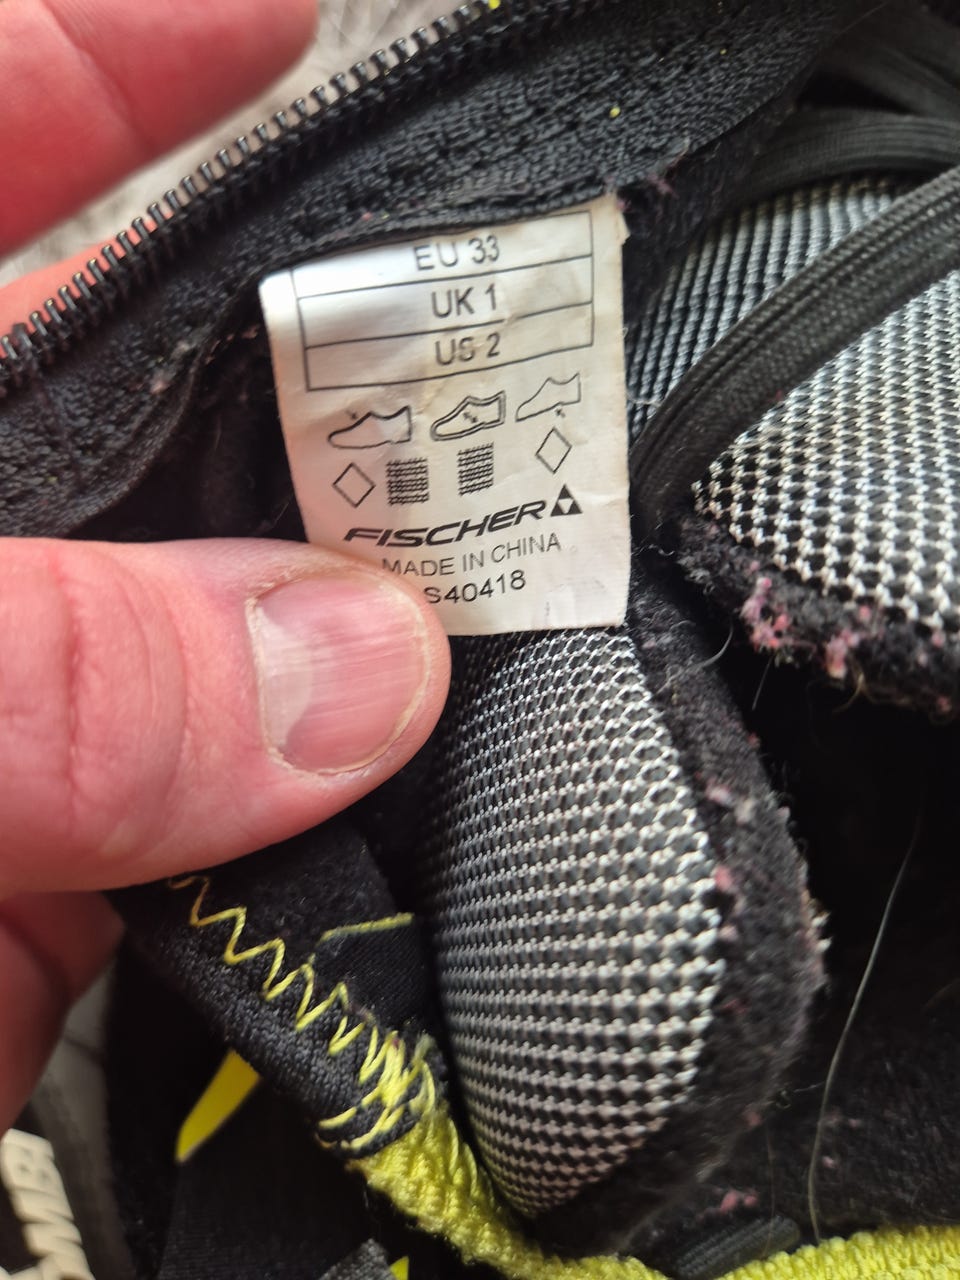 EU 33
UK 1
US 2
FISCHER
MADE IN CHINA
S40418